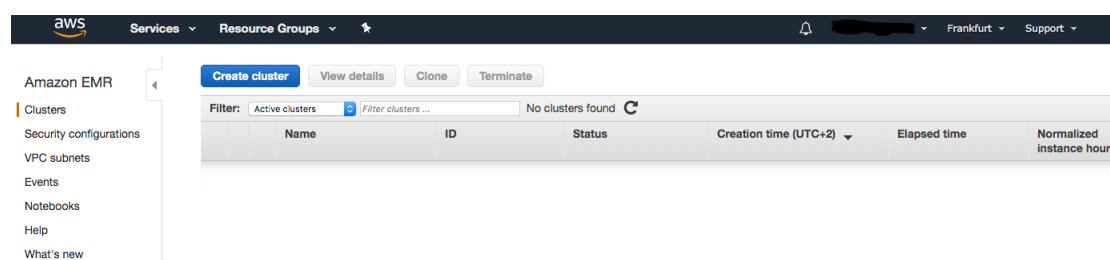 aws Services Resource Groups Frankfurt Support
Amazon EMR
Clusters
Security configurations
VPC subnets
Events
Notebooks
Help
What's new
Create cluster View details Clone Terminate
Filter: Active clusters Filter clusters ... No clusters found
Name ID Status Creation time (UTC+2) Elapsed time Normalized
instance hour